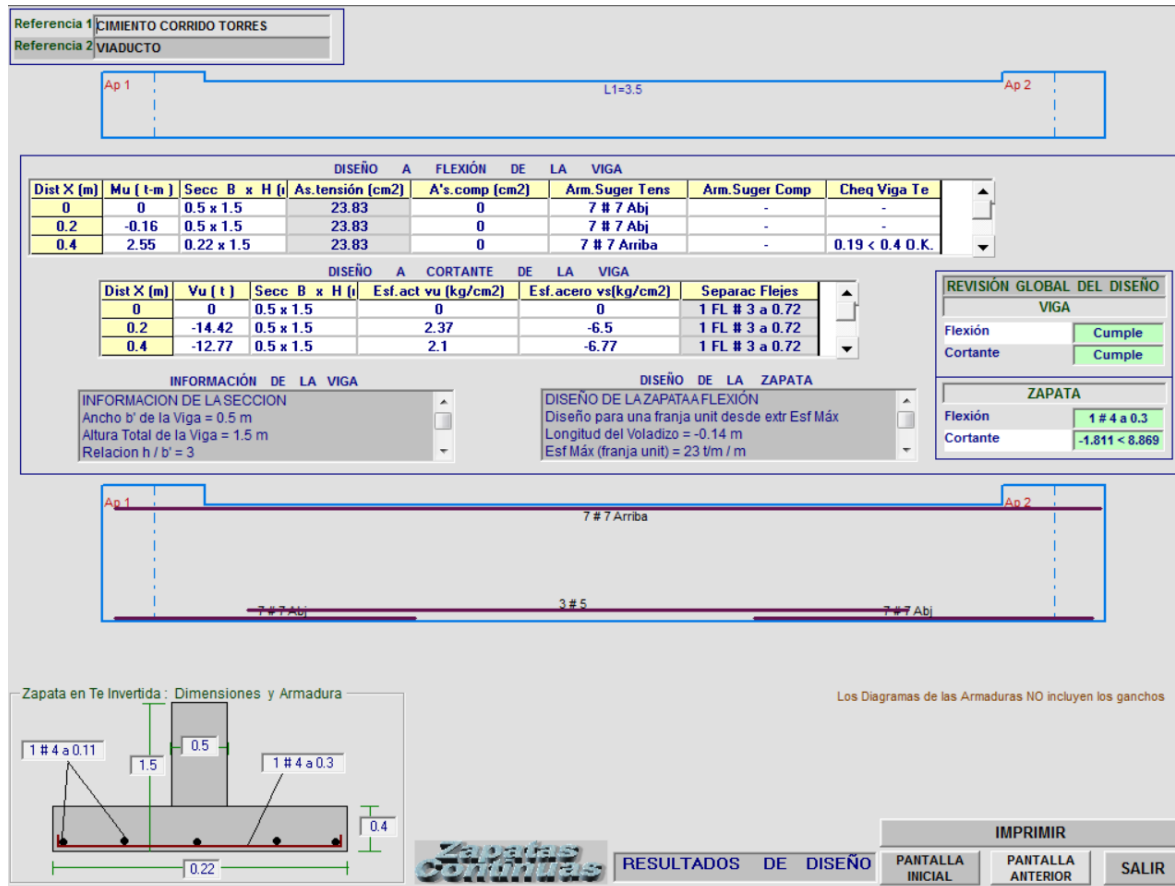 Referencia 1 CIMIENTO CORRIDO TORRES
Referencia 2 VIADUCTO
Ap 1 L1=3.5 Ap 2
DISEÑO A FLEXIÓN DE LA VIGA
Dist X (m) Mu ( t-m ) Secc B x H (r As.tensión (cm2) A's.comp (cm2) Arm.Suger Tens Arm.Suger Comp Cheq Viga Te
0 0 0.5 x 1.5 23.83 0 7 # 7 Abj - -
0.2 -0.16 0.5 x 1.5 23.83 0 7 # 7 Abj - -
0.4 2.55 0.22 x 1.5 23.83 0 7 # 7 Arriba - 0.19 < 0.4 O.K.
DISEÑO A CORTANTE DE LA VIGA
Dist X (m) Vu ( t ) Secc B x H (r Esf.act vu (kg/cm2) Esf.acero vs(kg/cm2) Separac Flejes
0 0 0.5 x 1.5 0 0 1 FL # 3 a 0.72
0.2 -14.42 0.5 x 1.5 2.37 -6.5 1 FL # 3 a 0.72
0.4 -12.77 0.5 x 1.5 2.1 -6.77 1 FL # 3 a 0.72
REVISIÓN GLOBAL DEL DISEÑO
VIGA
Flexión Cumple
Cortante Cumple
ZAPATA
Flexión 1 # 4 a 0.3
Cortante -1.811 < 8.869
INFORMACIÓN DE LA VIGA
INFORMACION DE LA SECCION
Ancho b' de la Viga = 0.5 m
Altura Total de la Viga = 1.5 m
Relacion h / b' = 3
DISEÑO DE LA ZAPATA
DISEÑO DE LA ZAPATA A FLEXIÓN
Diseño para una franja unit desde extr Esf Máx
Longitud del Voladizo = -0.14 m
Esf Máx (franja unit) = 23 t/m / m
Ap 1 Ap 2
7 # 7 Arriba
7 # 7 Abj 3 # 5 7 # 7 Abj
Zapata en Te Invertida : Dimensiones y Armadura
Los Diagramas de las Armaduras NO incluyen los ganchos
1 # 4 a 0.11
1.5
0.5
1 # 4 a 0.3
0.4
0.22
Zapatas
Continuas
RESULTADOS DE DISEÑO
IMPRIMIR
PANTALLA INICIAL
PANTALLA ANTERIOR
SALIR